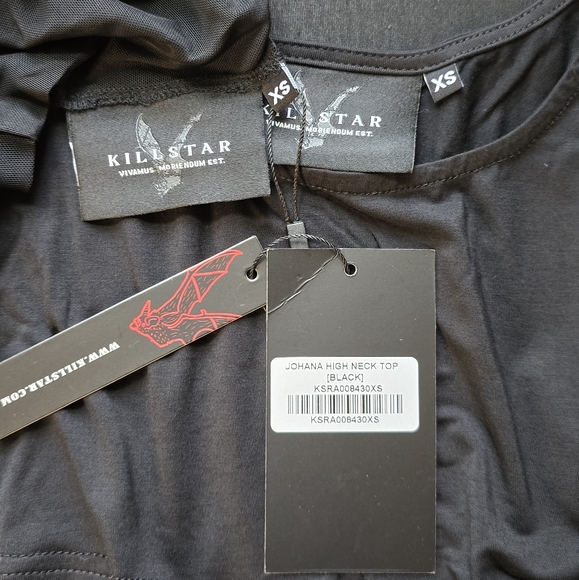 XS
KILLSTAR
VIVAMUS MORIENDUM EST.
XS
KILLSTAR
VIVAMUS MORIENDUM EST.
WWW.KILLSTAR.COM
JOHANA HIGH NECK TOP
[BLACK]
KSRA008430XS
KSRA008430XS